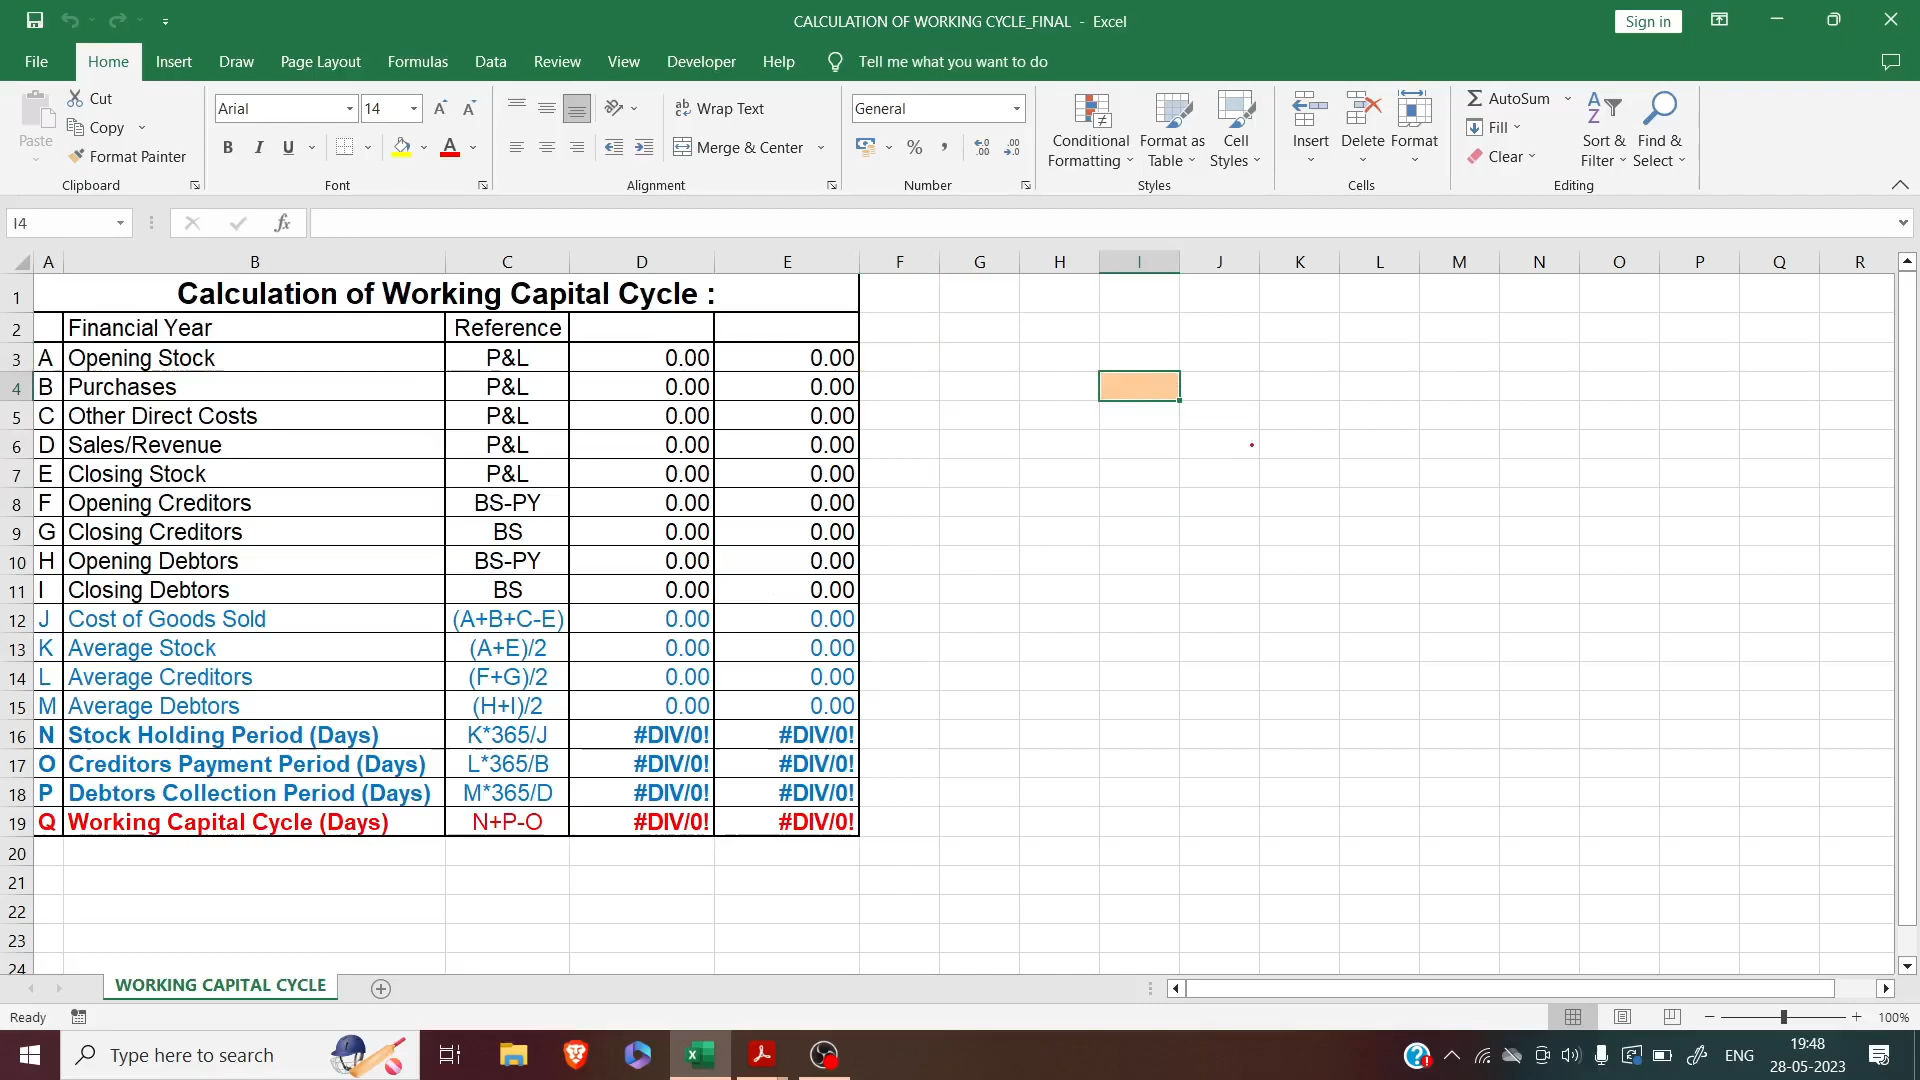 CALCULATION OF WORKING CYCLE_FINAL - Excel
Sign in
File Home Insert Draw Page Layout Formulas Data Review View Developer Help Tell me what you want to do
Paste
Cut
Copy
Format Painter
Clipboard
Arial 14
B I U
Font
Wrap Text
Merge & Center
Alignment
General
%
Number
Conditional Formatting
Format as Table
Cell Styles
Styles
Insert Delete Format
Cells
AutoSum
Fill
Clear
Sort & Filter
Find & Select
Editing
I4
fx
A B C D E F G H I J K L M N O P Q R
1 Calculation of Working Capital Cycle :
2 Financial Year Reference
3 A Opening Stock P&L 0.00 0.00
4 B Purchases P&L 0.00 0.00
5 C Other Direct Costs P&L 0.00 0.00
6 D Sales/Revenue P&L 0.00 0.00
7 E Closing Stock P&L 0.00 0.00
8 F Opening Creditors BS-PY 0.00 0.00
9 G Closing Creditors BS 0.00 0.00
10 H Opening Debtors BS-PY 0.00 0.00
11 I Closing Debtors BS 0.00 0.00
12 J Cost of Goods Sold (A+B+C-E) 0.00 0.00
13 K Average Stock (A+E)/2 0.00 0.00
14 L Average Creditors (F+G)/2 0.00 0.00
15 M Average Debtors (H+I)/2 0.00 0.00
16 N Stock Holding Period (Days) K*365/J #DIV/0! #DIV/0!
17 O Creditors Payment Period (Days) L*365/B #DIV/0! #DIV/0!
18 P Debtors Collection Period (Days) M*365/D #DIV/0! #DIV/0!
19 Q Working Capital Cycle (Days) N+P-O #DIV/0! #DIV/0!
20
21
22
23
24
WORKING CAPITAL CYCLE
Ready
100%
Type here to search
ENG
19:48
28-05-2023